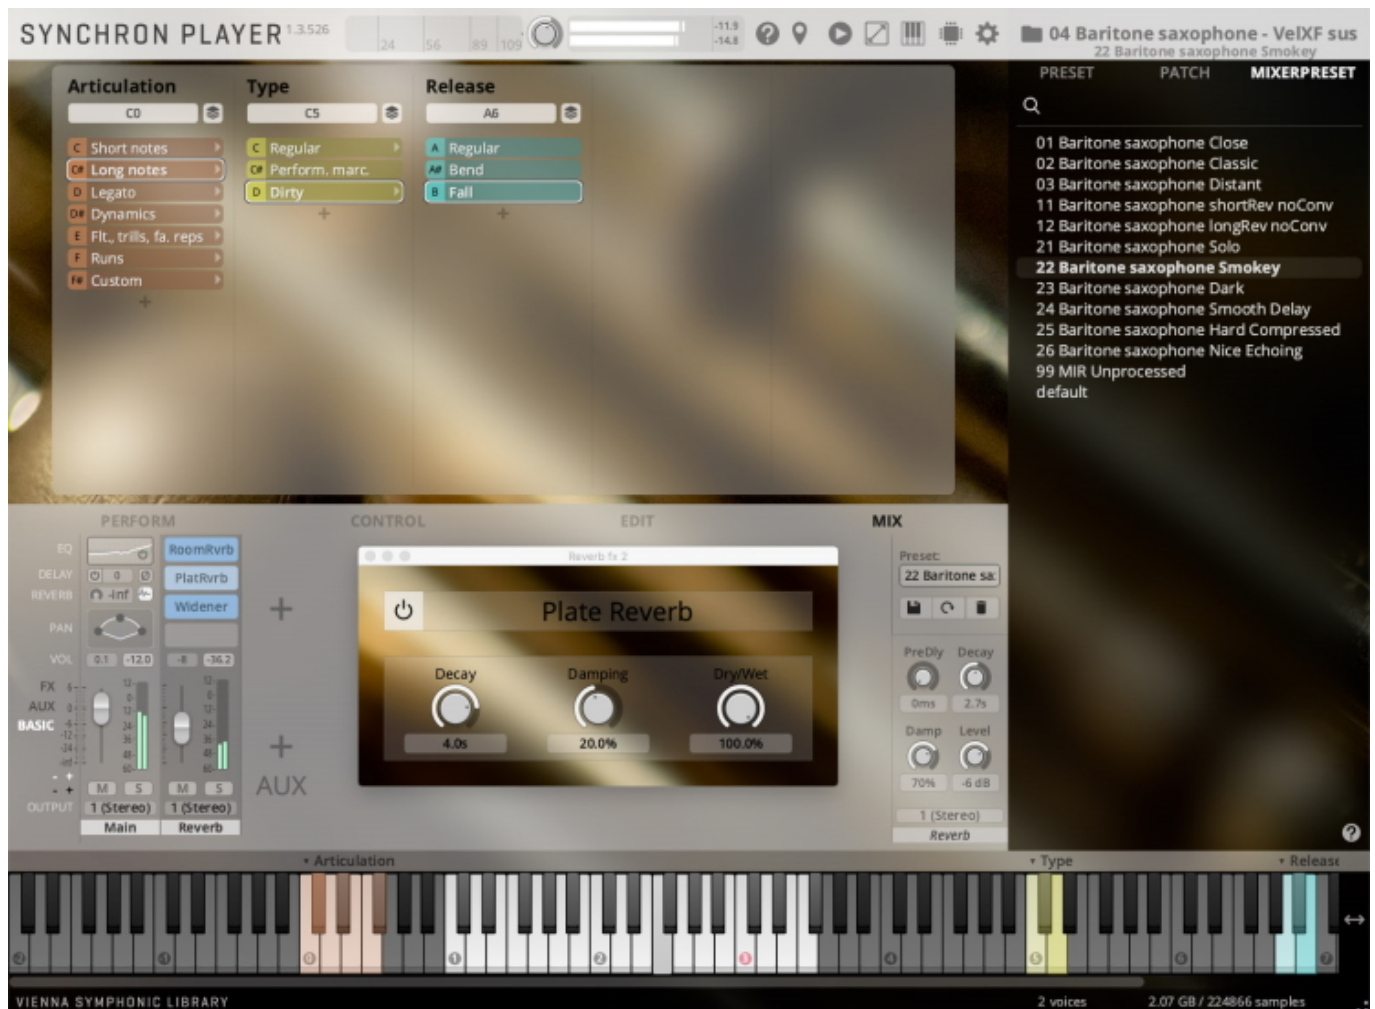 SYNCHRON PLAYER 1.3.526
24 56 89 109
-11.9
-14.8
04 Baritone saxophone - VelXF sus
22 Baritone saxophone Smokey
PRESET PATCH MIXERPRESET
Articulation Type Release
C0 C5 A6
C Short notes
C# Long notes
D Legato
D# Dynamics
E Flt., trills, fa. reps
F Runs
F# Custom
+
C Regular
C# Perform. marc.
D Dirty
+
A Regular
A# Bend
B Fall
+
01 Baritone saxophone Close
02 Baritone saxophone Classic
03 Baritone saxophone Distant
11 Baritone saxophone shortRev noConv
12 Baritone saxophone longRev noConv
21 Baritone saxophone Solo
22 Baritone saxophone Smokey
23 Baritone saxophone Dark
24 Baritone saxophone Smooth Delay
25 Baritone saxophone Hard Compressed
26 Baritone saxophone Nice Echoing
99 MIR Unprocessed
default
PERFORM CONTROL EDIT MIX
EQ RoomRvrb
DELAY 0 PlatRvrb
REVERB -inf Widener
PAN
VOL 0.1 -12.0 -8 -36.2
FX
AUX
BASIC
M S M S
OUTPUT 1 (Stereo) 1 (Stereo)
Main Reverb
+
+
AUX
Reverb fx 2
Plate Reverb
Decay Damping Dry/Wet
4.0s 20.0% 100.0%
Preset:
22 Baritone sa:
PreDly Decay
0ms 2.7s
Damp Level
70% -6 dB
1 (Stereo)
Reverb
?
Articulation Type Release
0 1 2 3 4 5 6 7
VIENNA SYMPHONIC LIBRARY 2 voices 2.07 GB / 224866 samples